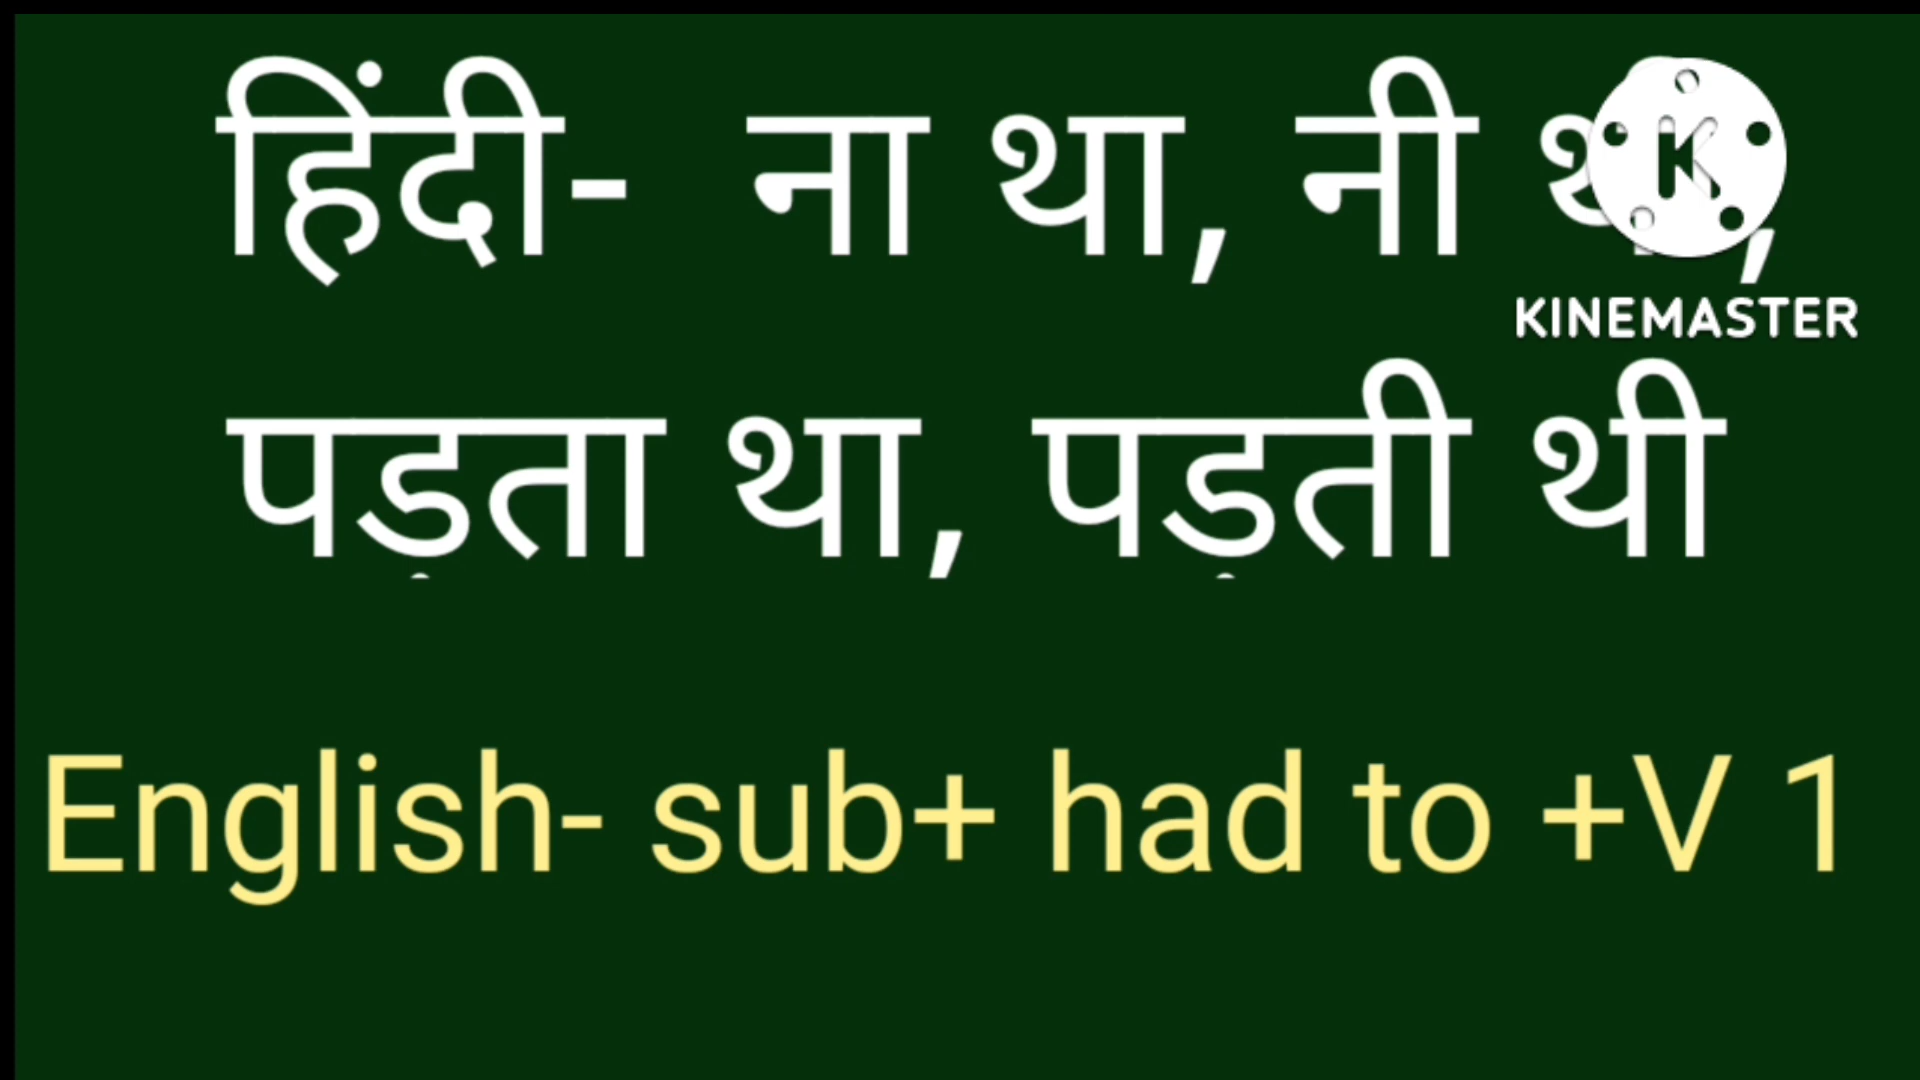 हिंदी- ना था, नी
KINEMASTER
पड़ता था, पड़ती थी
English- sub+ had to +V 1